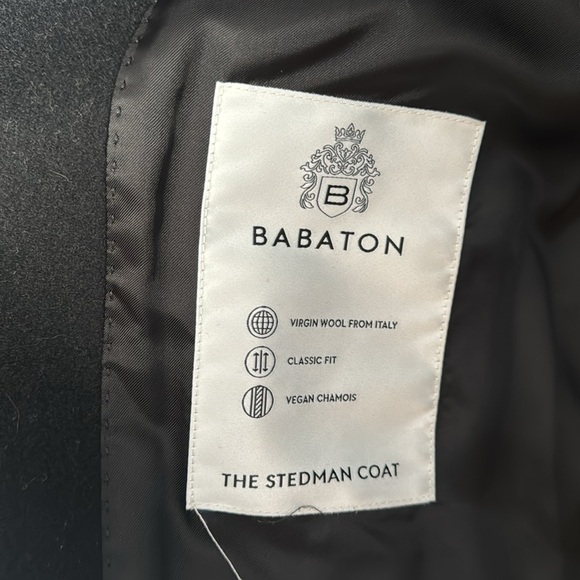 B
BABATON
VIRGIN WOOL FROM ITALY
CLASSIC FIT
VEGAN CHAMOIS
THE STEDMAN COAT